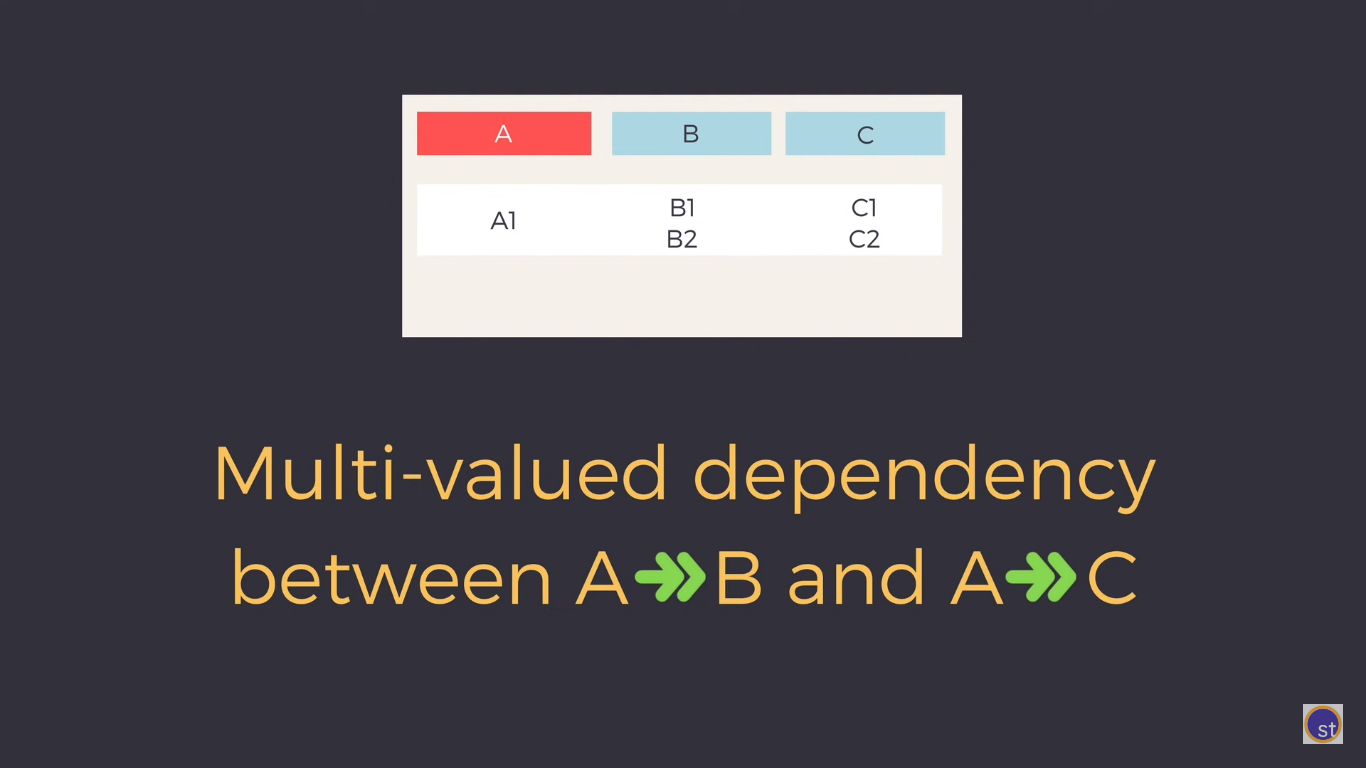 A B C
A1 B1 C1
B2 C2
Multi-valued dependency
between A B and A C
st